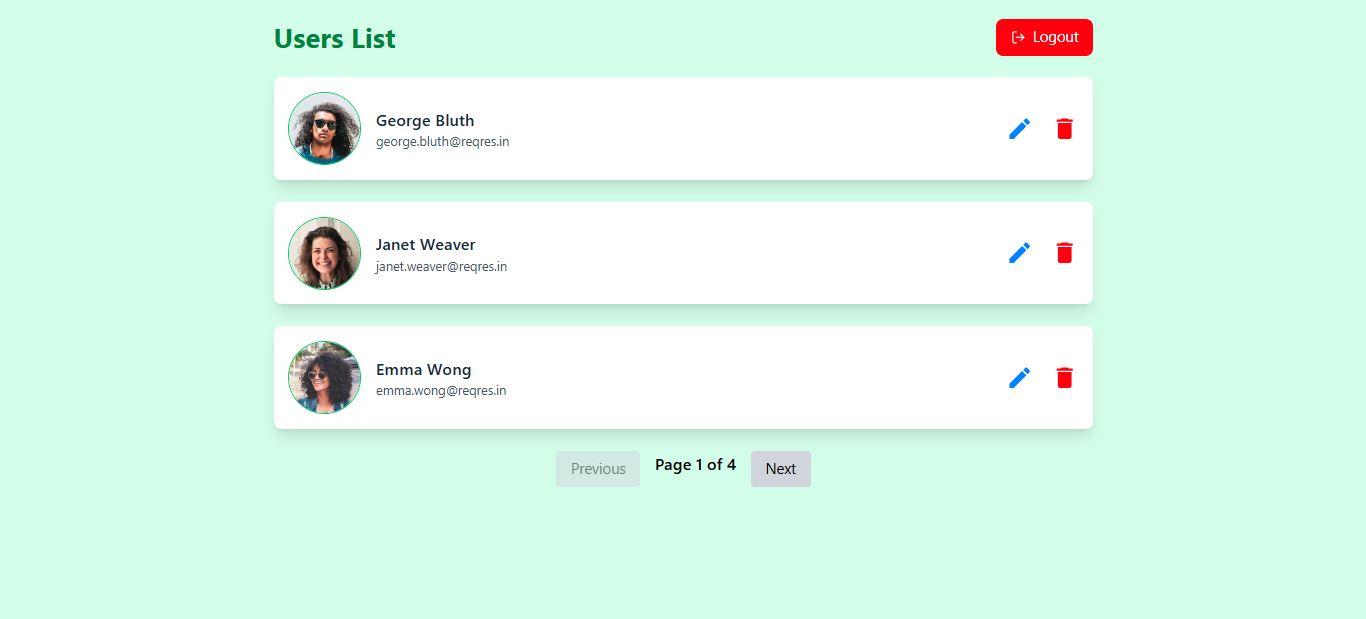 Users List
Logout
George Bluth
george.bluth@reqres.in
Janet Weaver
janet.weaver@reqres.in
Emma Wong
emma.wong@reqres.in
Previous Page 1 of 4 Next